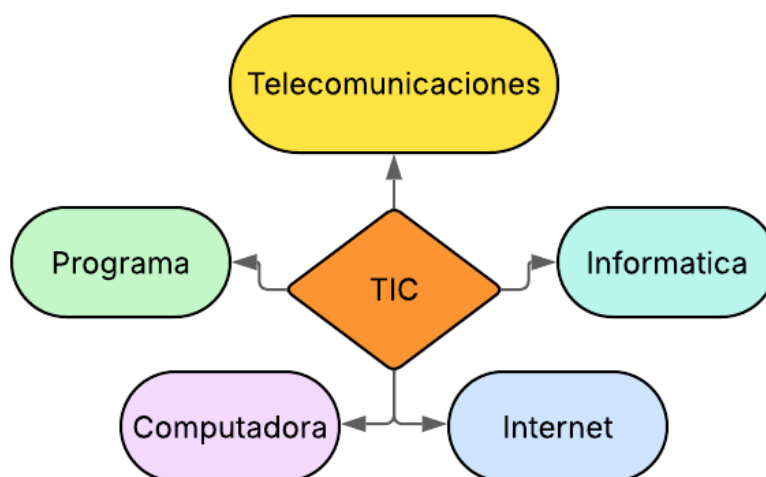 Telecomunicaciones
Programa
TIC
Informatica
Computadora
Internet